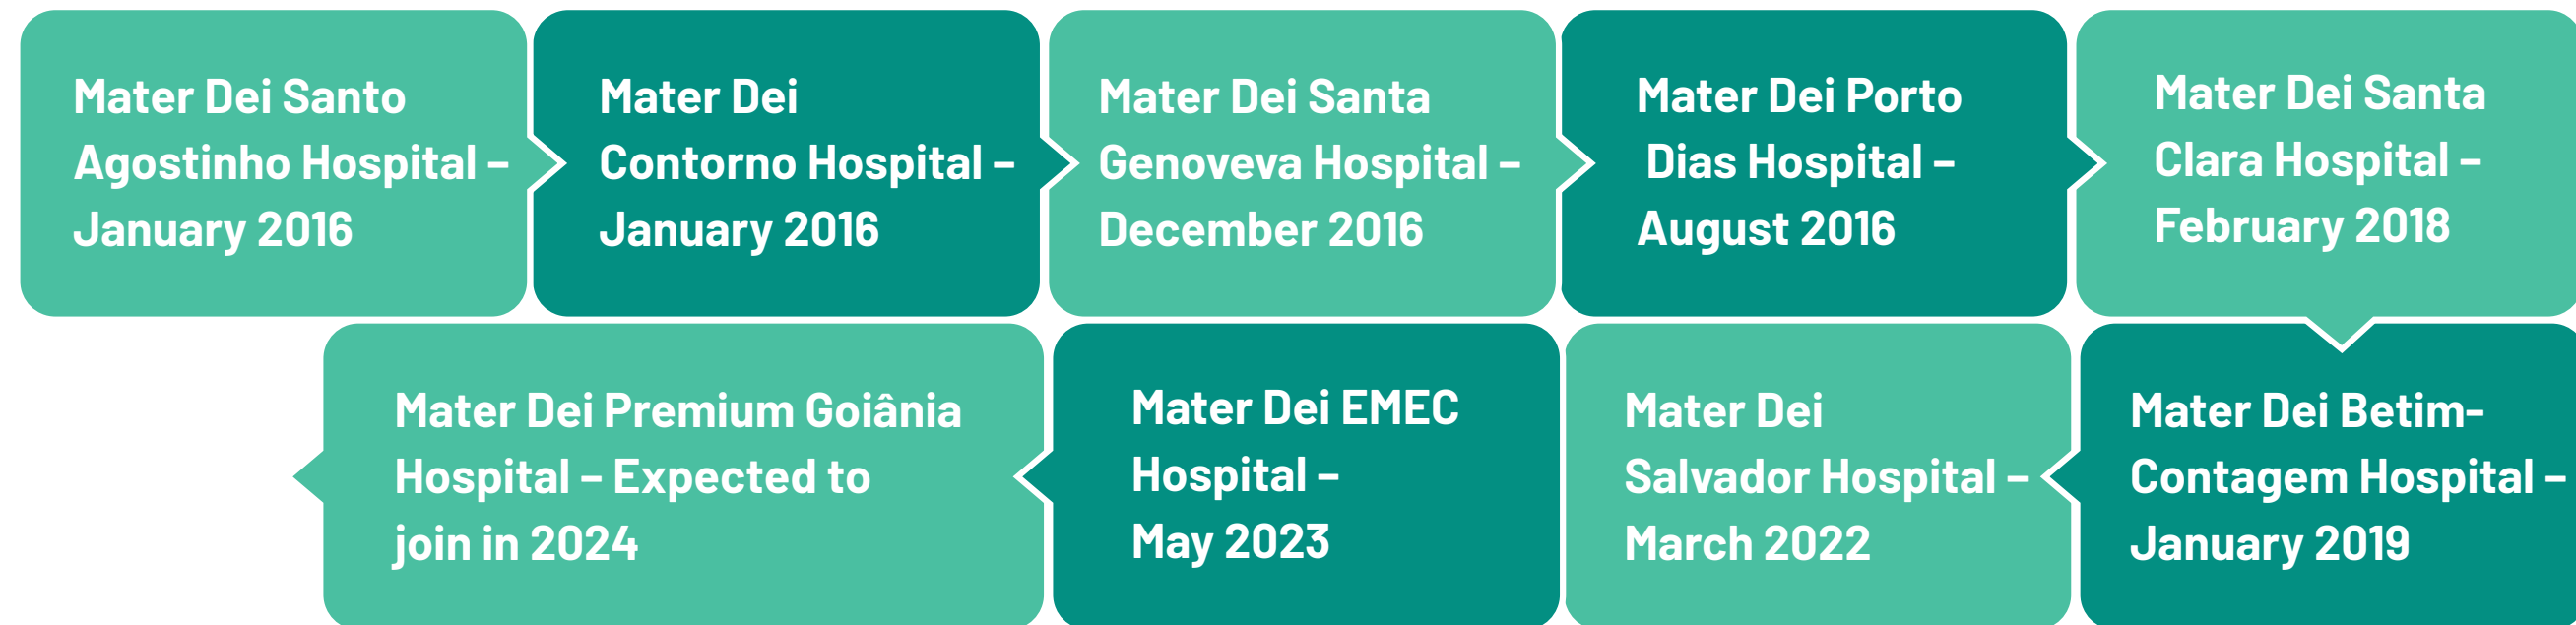 Mater Dei Santo
Agostinho Hospital –
January 2016
Mater Dei
Contorno Hospital –
January 2016
Mater Dei Santa
Genoveva Hospital –
December 2016
Mater Dei Porto
Dias Hospital –
August 2016
Mater Dei Santa
Clara Hospital –
February 2018
Mater Dei Betim-
Contagem Hospital –
January 2019
Mater Dei
Salvador Hospital –
March 2022
Mater Dei EMEC
Hospital –
May 2023
Mater Dei Premium Goiânia
Hospital – Expected to
join in 2024